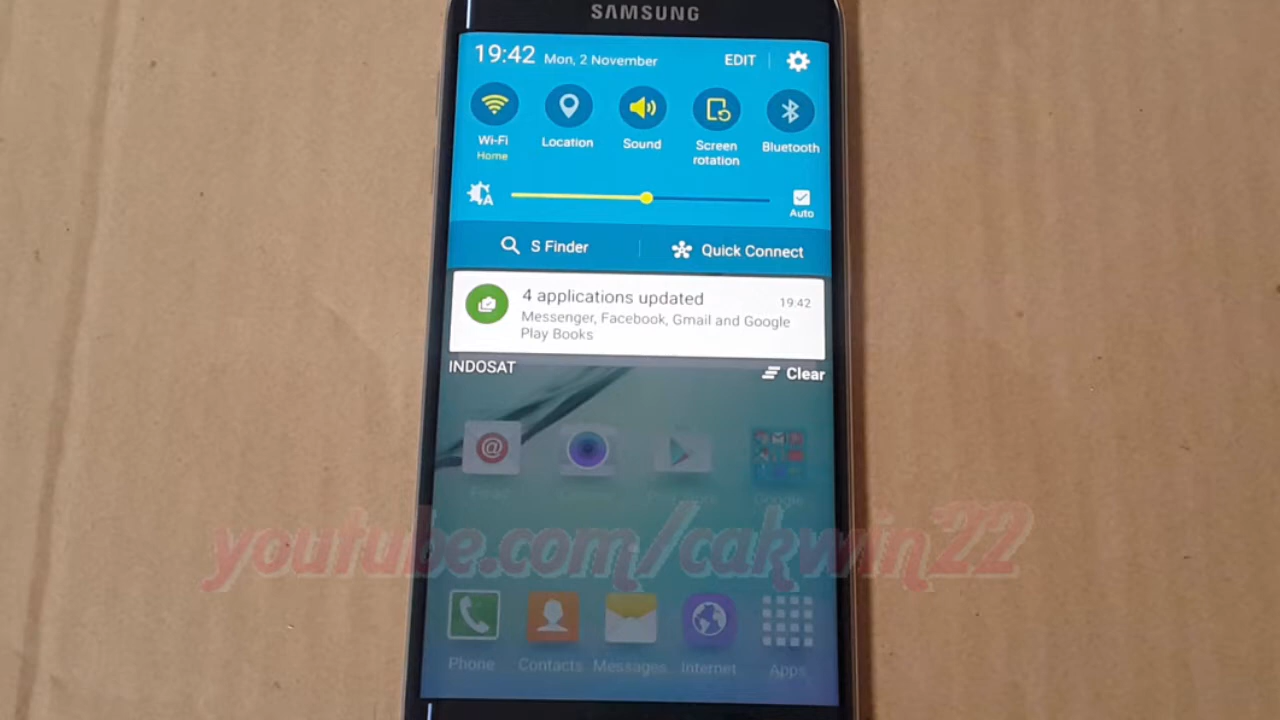 SAMSUNG
19:42 Mon, 2 November EDIT
Wi-Fi
Home
Location
Sound
Screen
rotation
Bluetooth
A
Auto
S Finder
Quick Connect
4 applications updated 19:42
Messenger, Facebook, Gmail and Google
Play Books
INDOSAT
Clear
@
Google
youtube.com/cakwin22
Phone
Contacts
Messages
Internet
Apps